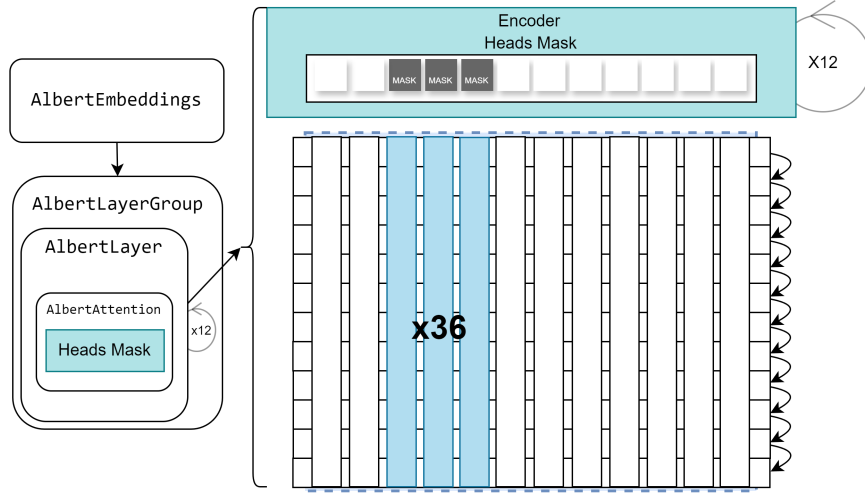 Encoder
Heads Mask
MASK MASK MASK
X12
AlbertEmbeddings
AlbertLayerGroup
AlbertLayer
AlbertAttention
Heads Mask
x12
x36